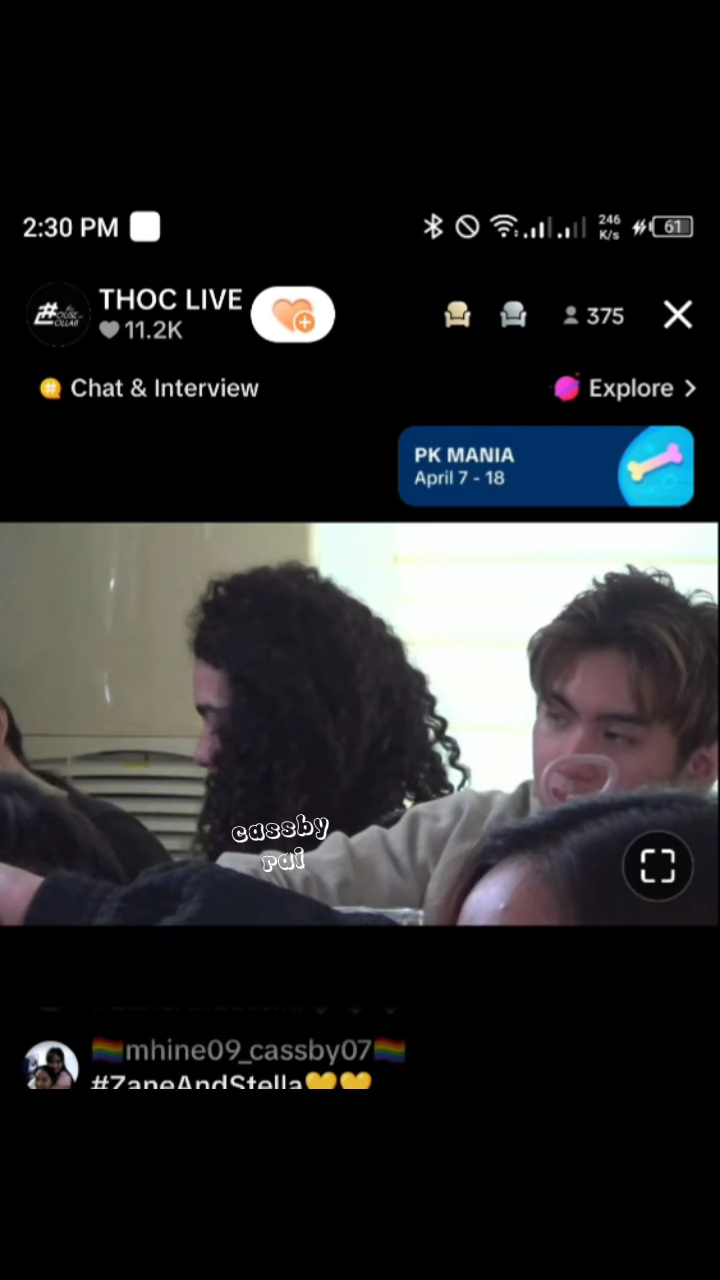 2:30 PM
246
K/s
61
THOC LIVE
11.2K
375
Chat & Interview
Explore
PK MANIA
April 7 - 18
cassby
rai
mhine09_cassby07
#ZaneAndStella